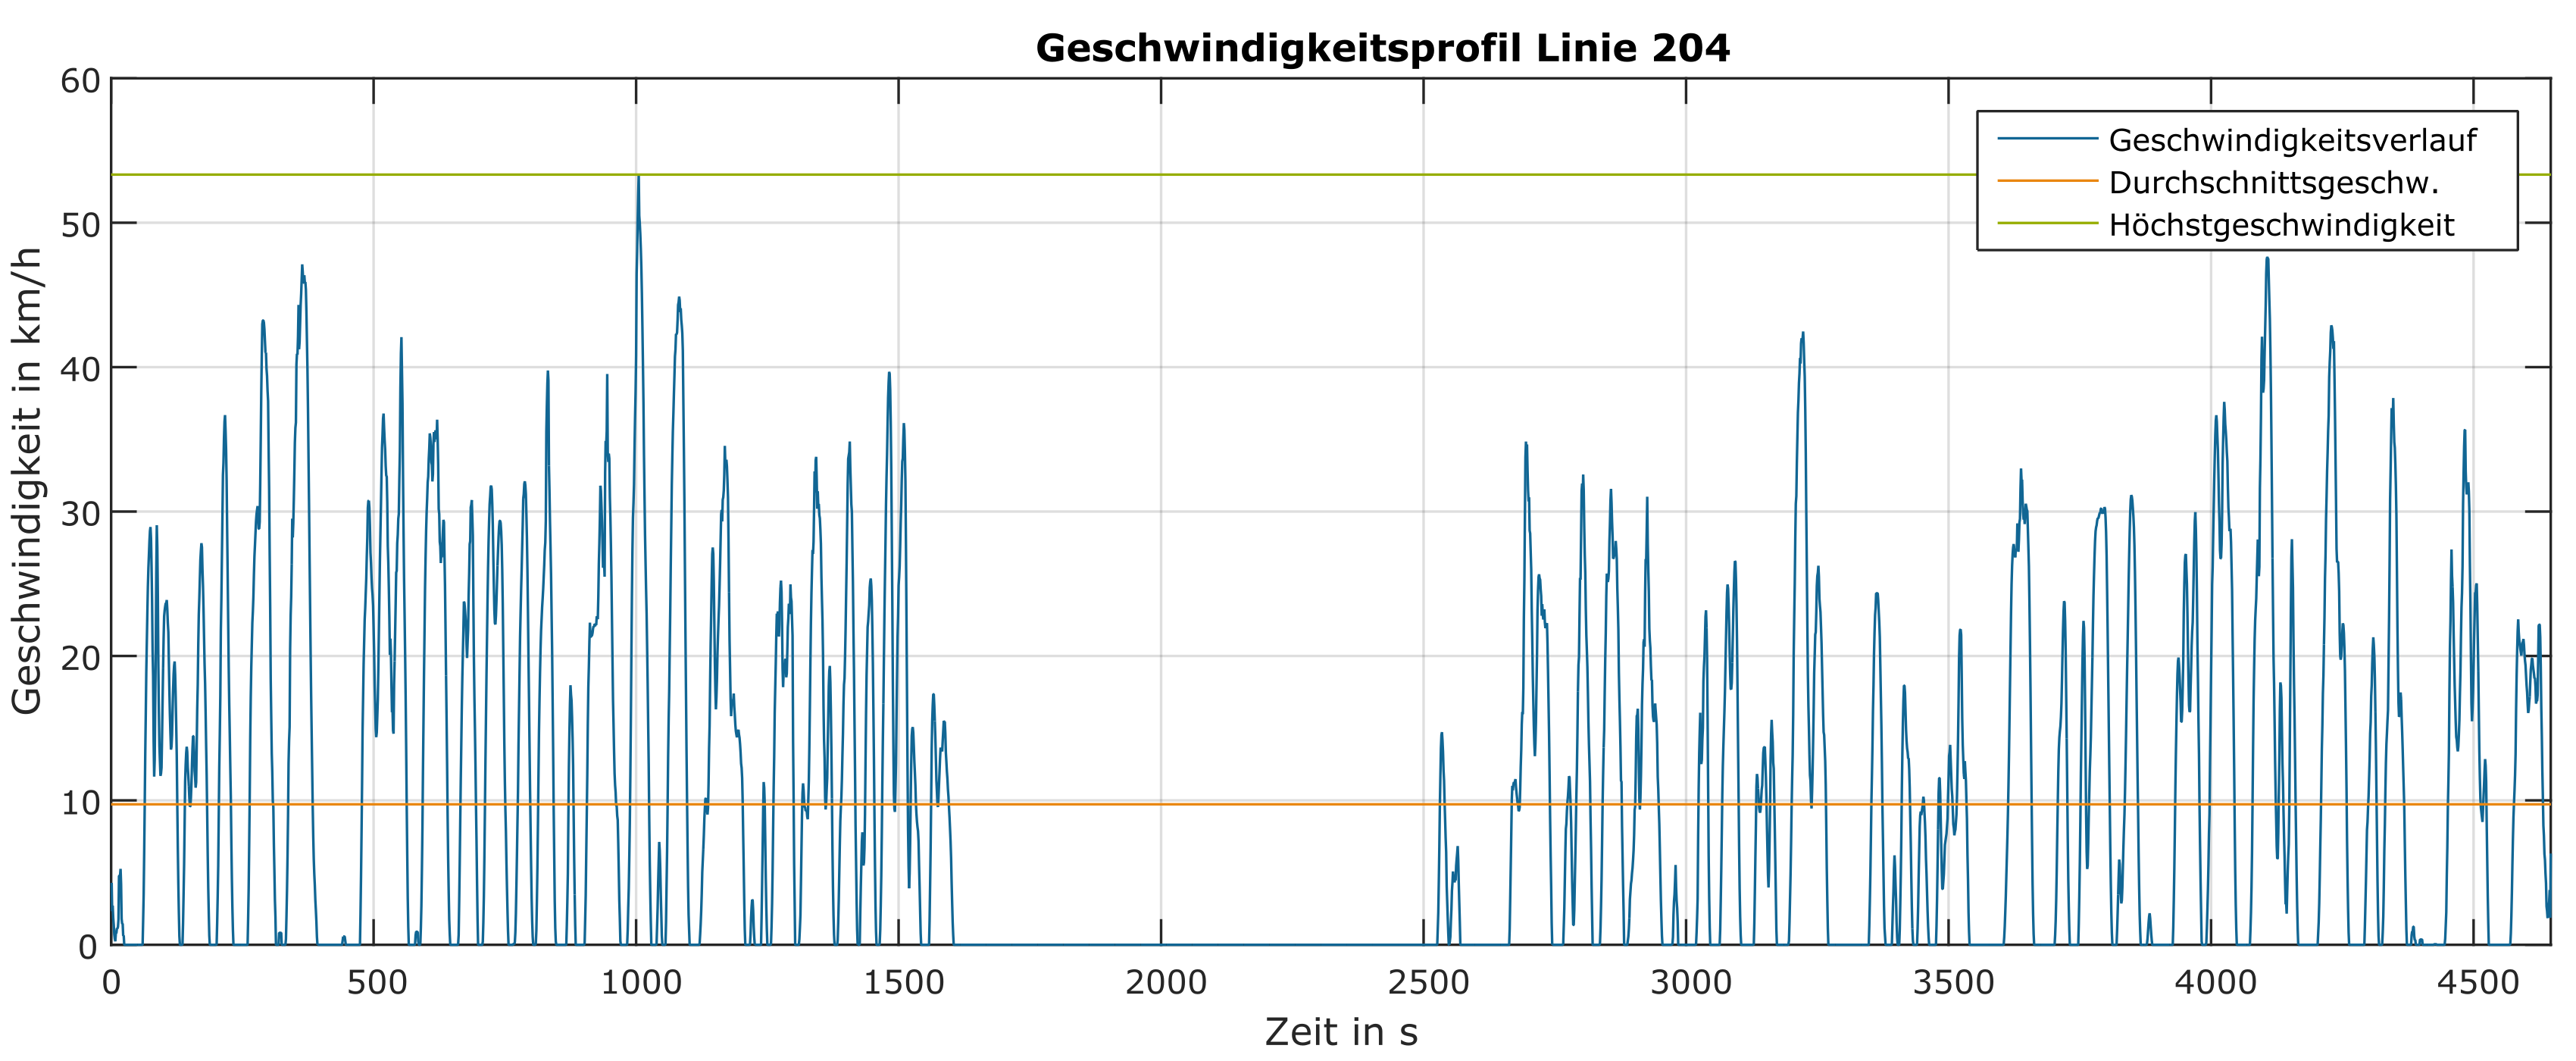 Geschwindigkeitsprofil Linie 204
Geschwindigkeit in km/h
60
50
40
30
20
10
0
Geschwindigkeitsverlauf
Durchschnittsgeschw.
Höchstgeschwindigkeit
0 500 1000 1500 2000 2500 3000 3500 4000 4500
Zeit in s